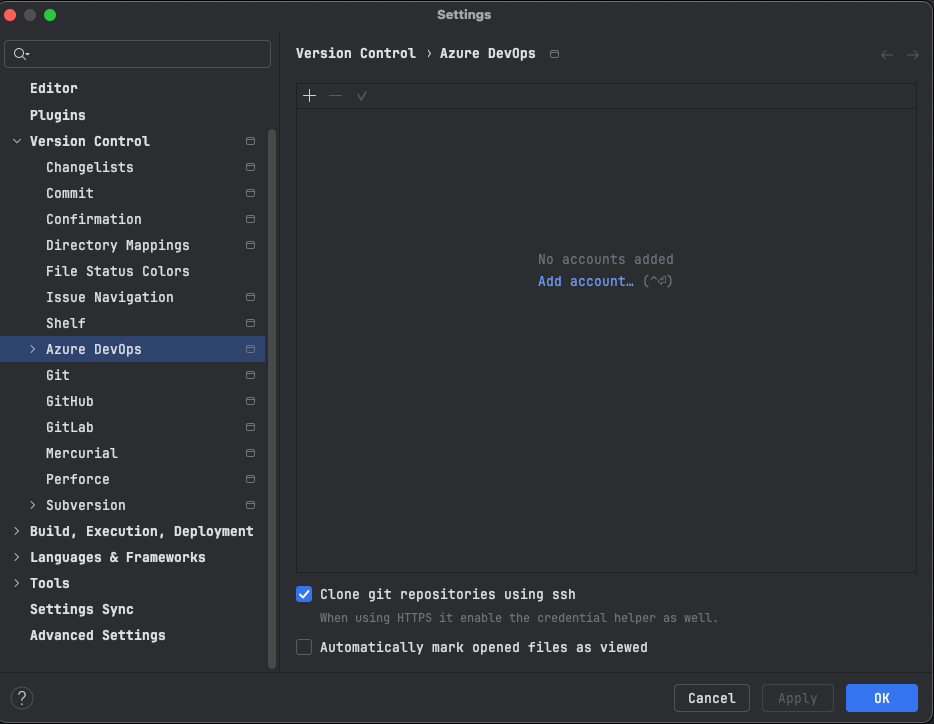 Settings
Editor
Plugins
Version Control
Changelists
Commit
Confirmation
Directory Mappings
File Status Colors
Issue Navigation
Shelf
Azure DevOps
Git
GitHub
GitLab
Mercurial
Perforce
Subversion
Build, Execution, Deployment
Languages & Frameworks
Tools
Settings Sync
Advanced Settings
?
Version Control › Azure DevOps
No accounts added
Add account… (^⏎)
Clone git repositories using ssh
When using HTTPS it enable the credential helper as well.
Automatically mark opened files as viewed
Cancel
Apply
OK